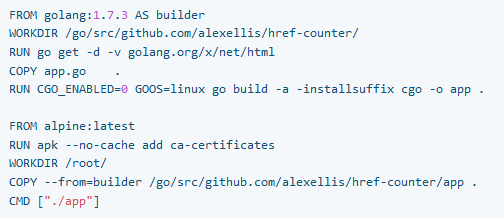 FROM golang:1.7.3 AS builder
WORKDIR /go/src/github.com/alexellis/href-counter/
RUN go get -d -v golang.org/x/net/html
COPY app.go    .
RUN CGO_ENABLED=0 GOOS=linux go build -a -installsuffix cgo -o app .

FROM alpine:latest
RUN apk --no-cache add ca-certificates
WORKDIR /root/
COPY --from=builder /go/src/github.com/alexellis/href-counter/app .
CMD ["./app"]